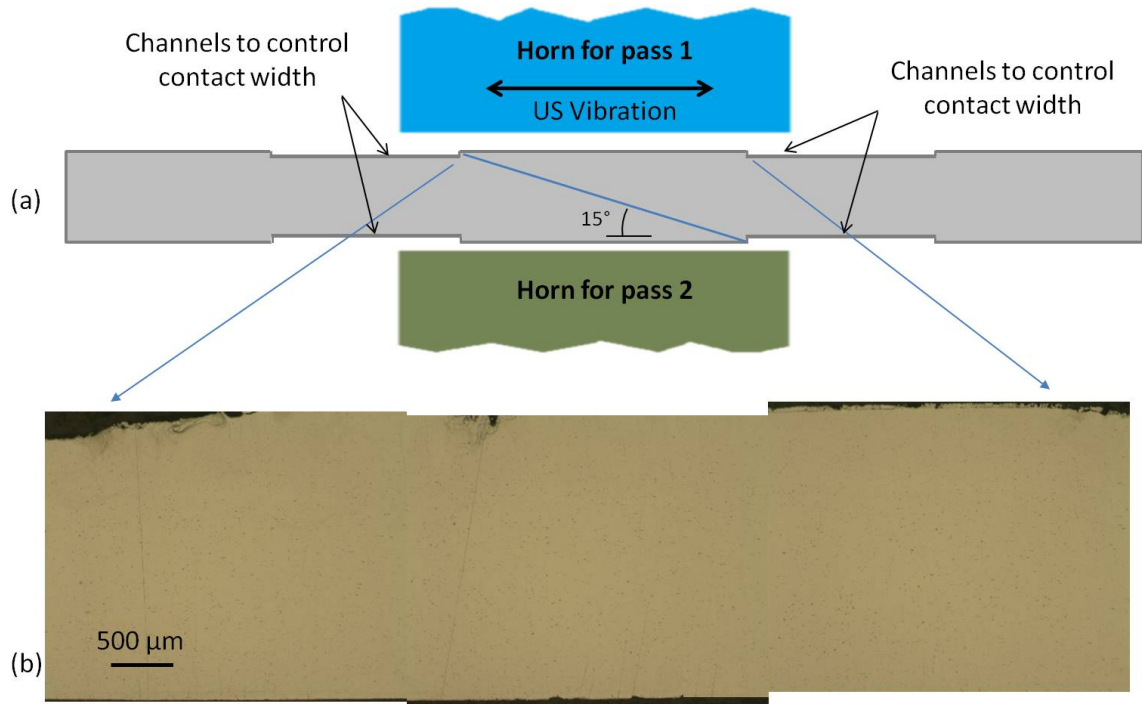 Channels to control
contact width
Horn for pass 1
US Vibration
Channels to control
contact width
(a)
15°
Horn for pass 2
500 µm
(b)